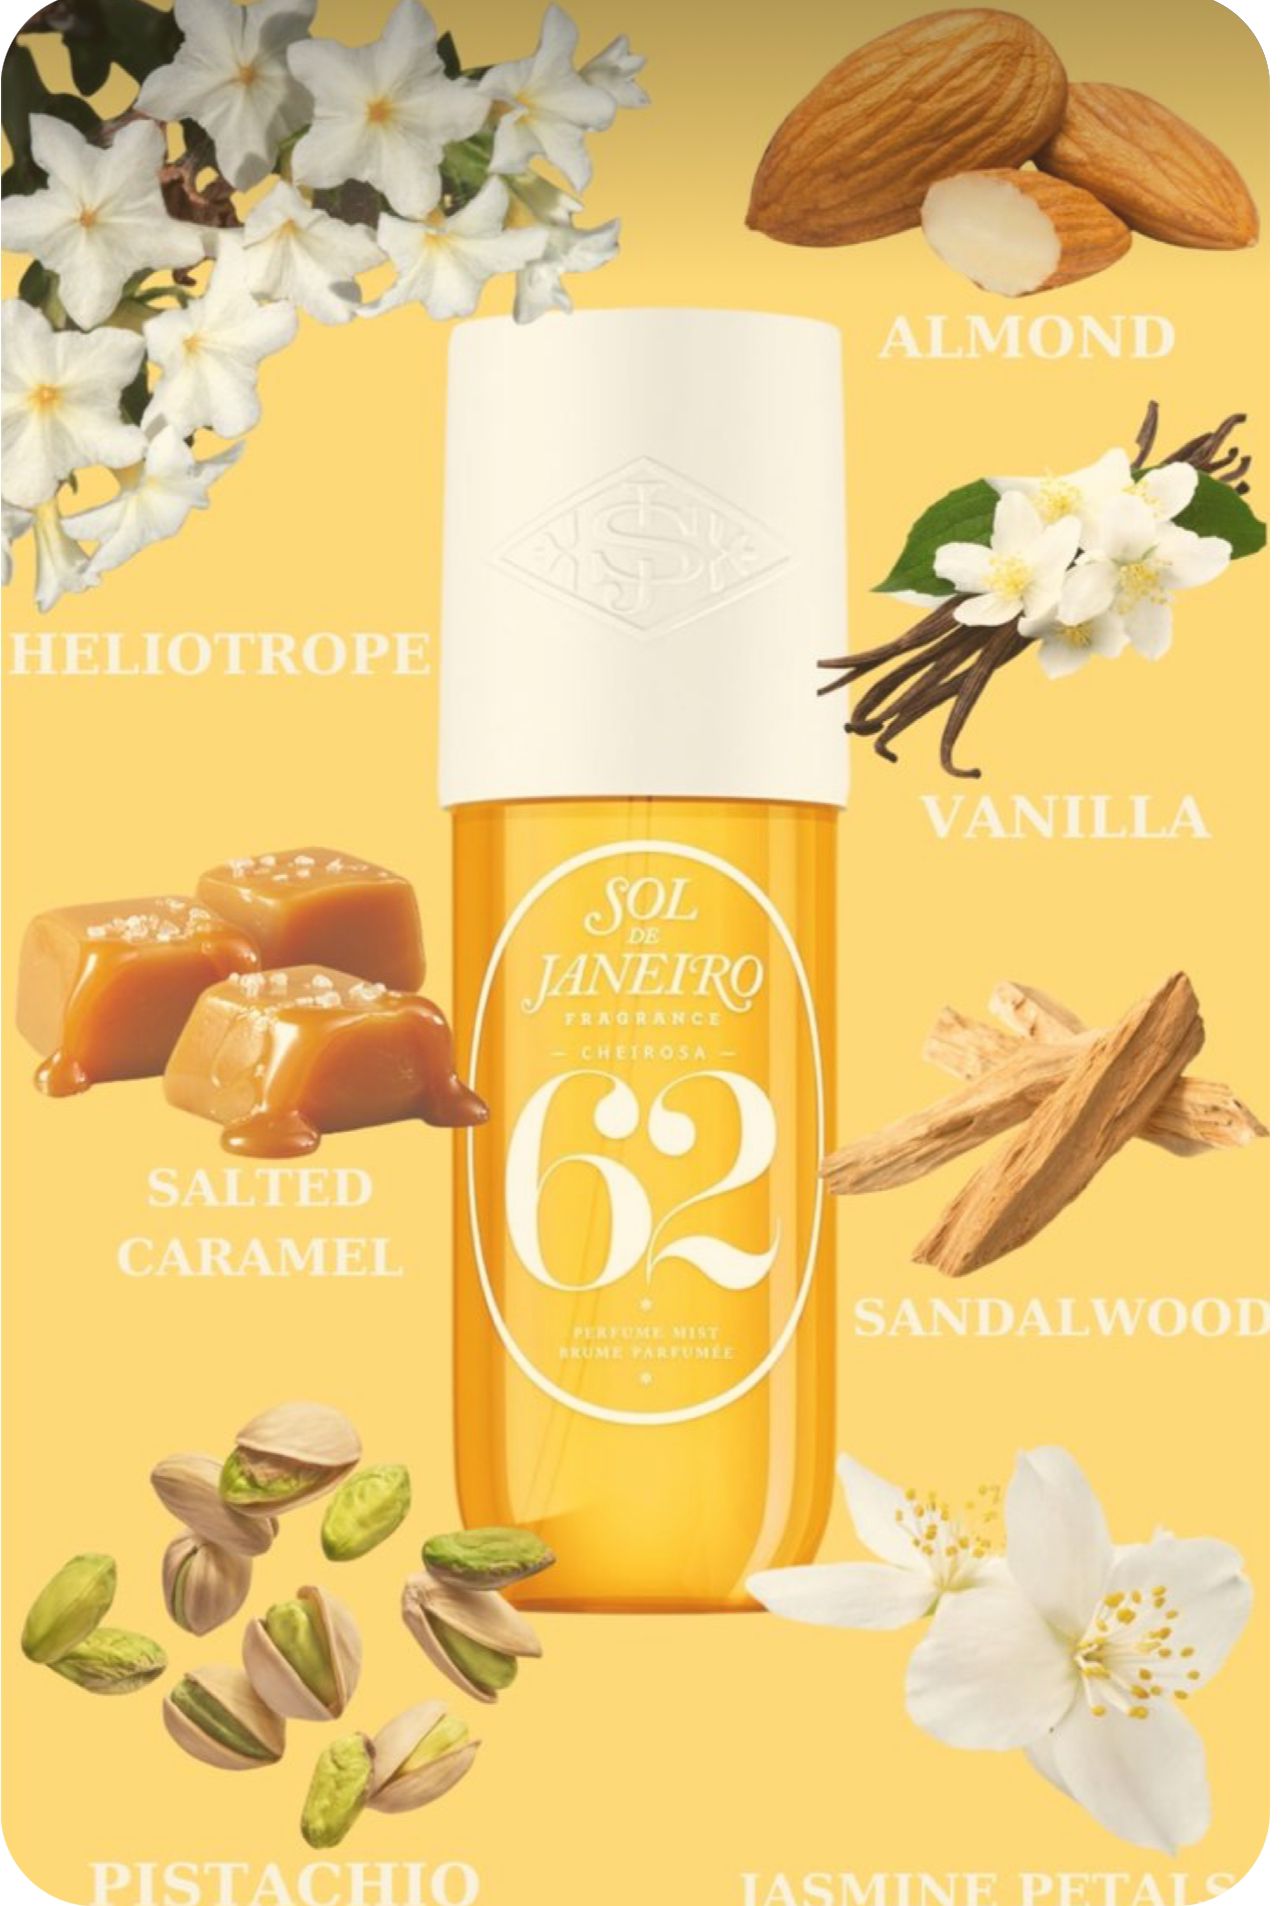 ALMOND
HELIOTROPE
VANILLA
SOL
DE
JANEIRO
FRAGRANCE
– CHEIROSA –
62
PERFUME MIST
BRUME PARFUMÉE
SALTED
CARAMEL
SANDALWOOD
PISTACHIO
JASMINE PETALS